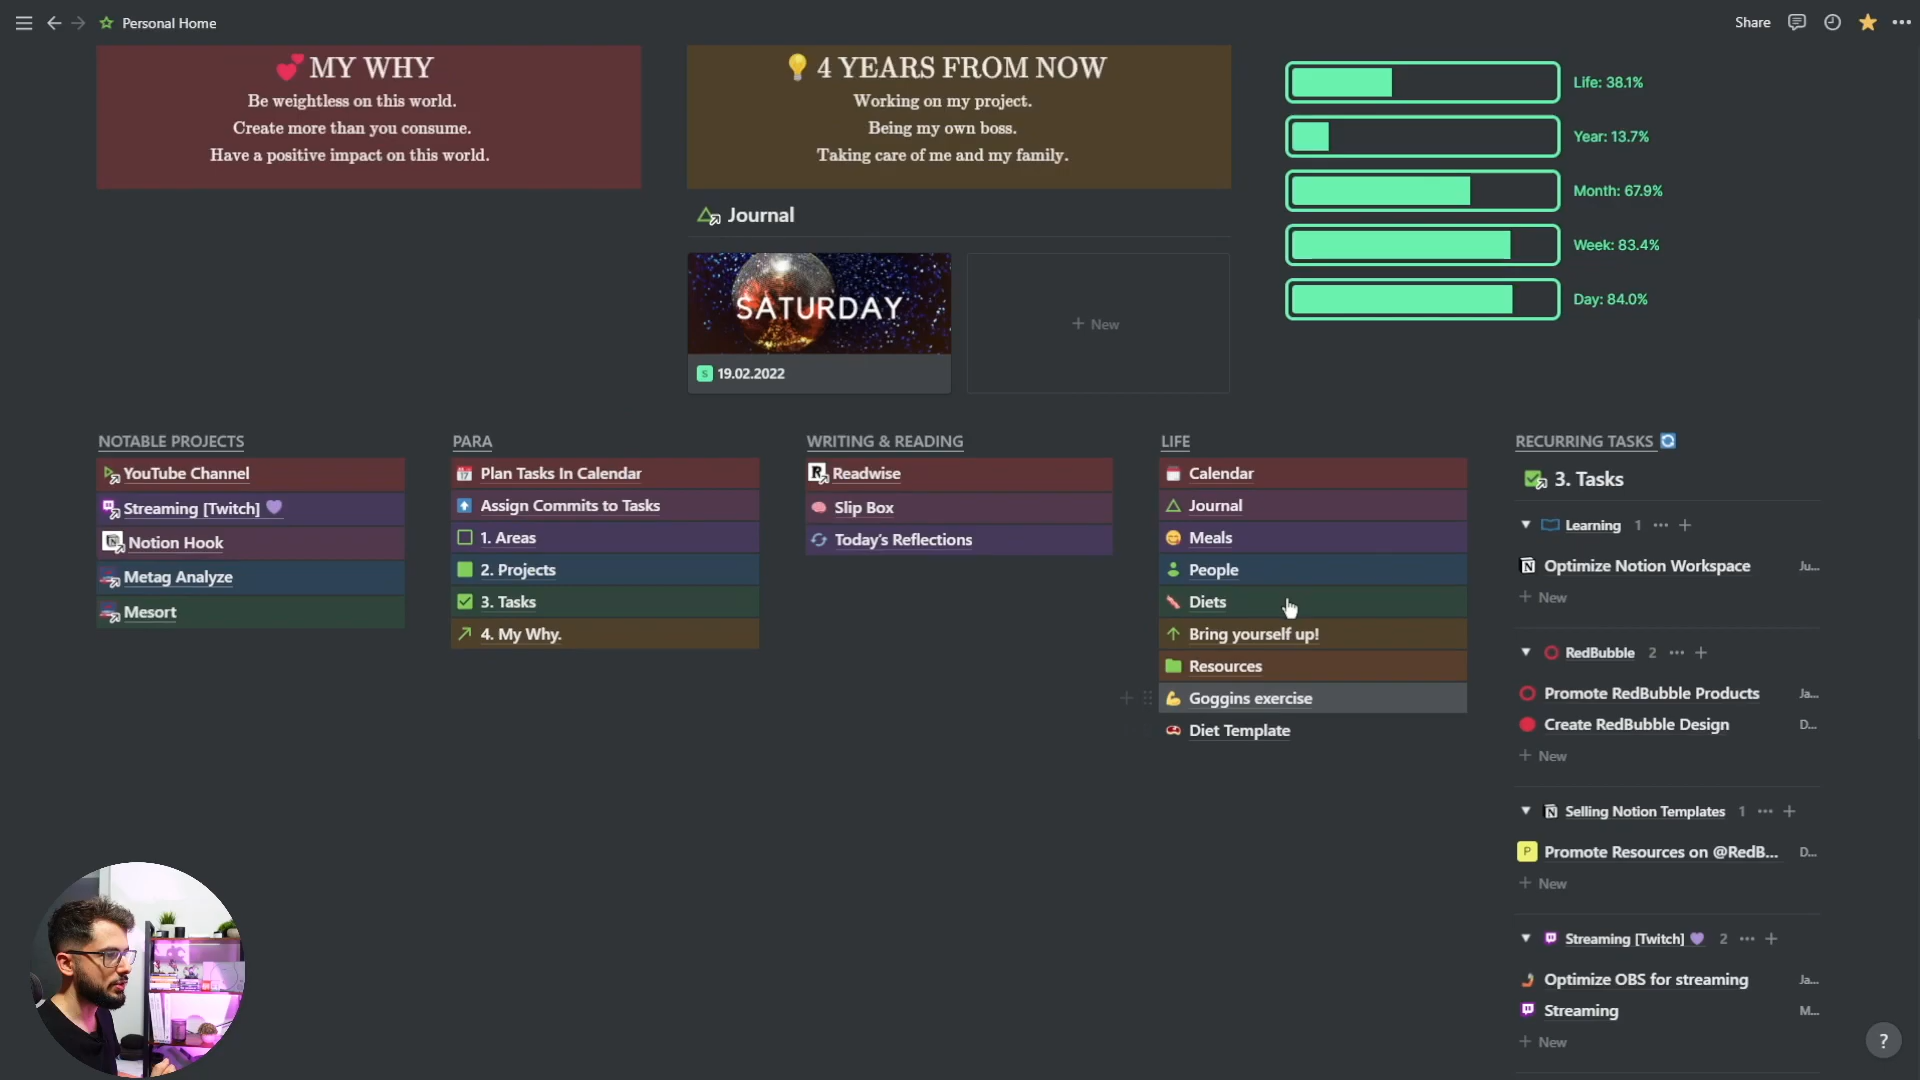 Personal Home
Share
💕 MY WHY
Be weightless on this world.
Create more than you consume.
Have a positive impact on this world.
💡 4 YEARS FROM NOW
Working on my project.
Being my own boss.
Taking care of me and my family.
Life: 38.1%
Year: 13.7%
Month: 67.9%
Week: 83.4%
Day: 84.0%
Journal
SATURDAY
S 19.02.2022
+ New
NOTABLE PROJECTS
YouTube Channel
Streaming [Twitch] 💜
Notion Hook
Metag Analyze
Mesort
PARA
Plan Tasks In Calendar
Assign Commits to Tasks
1. Areas
2. Projects
3. Tasks
4. My Why.
WRITING & READING
R Readwise
Slip Box
Today's Reflections
LIFE
Calendar
Journal
Meals
People
Diets
Bring yourself up!
Resources
Goggins exercise
Diet Template
RECURRING TASKS
3. Tasks
Learning 1 ... +
Optimize Notion Workspace Ju...
+ New
RedBubble 2 ... +
Promote RedBubble Products Ja...
Create RedBubble Design D...
+ New
Selling Notion Templates 1 ... +
P Promote Resources on @RedB... D...
+ New
Streaming [Twitch] 💜 2 ... +
Optimize OBS for streaming Ja...
Streaming M...
+ New
?